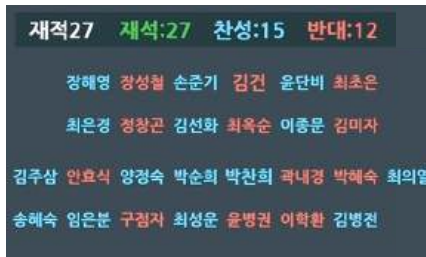 재적27 재석:27 찬성:15 반대:12
장해영 장성철 손준기 김건 윤단비 최초은
최은경 정창곤 김선화 최옥순 이종문 김미자
김주삼 안효식 양정숙 박순희 박찬희 곽내경 박혜숙 최의열
송혜숙 임은분 구점자 최성운 윤병권 이학환 김병전